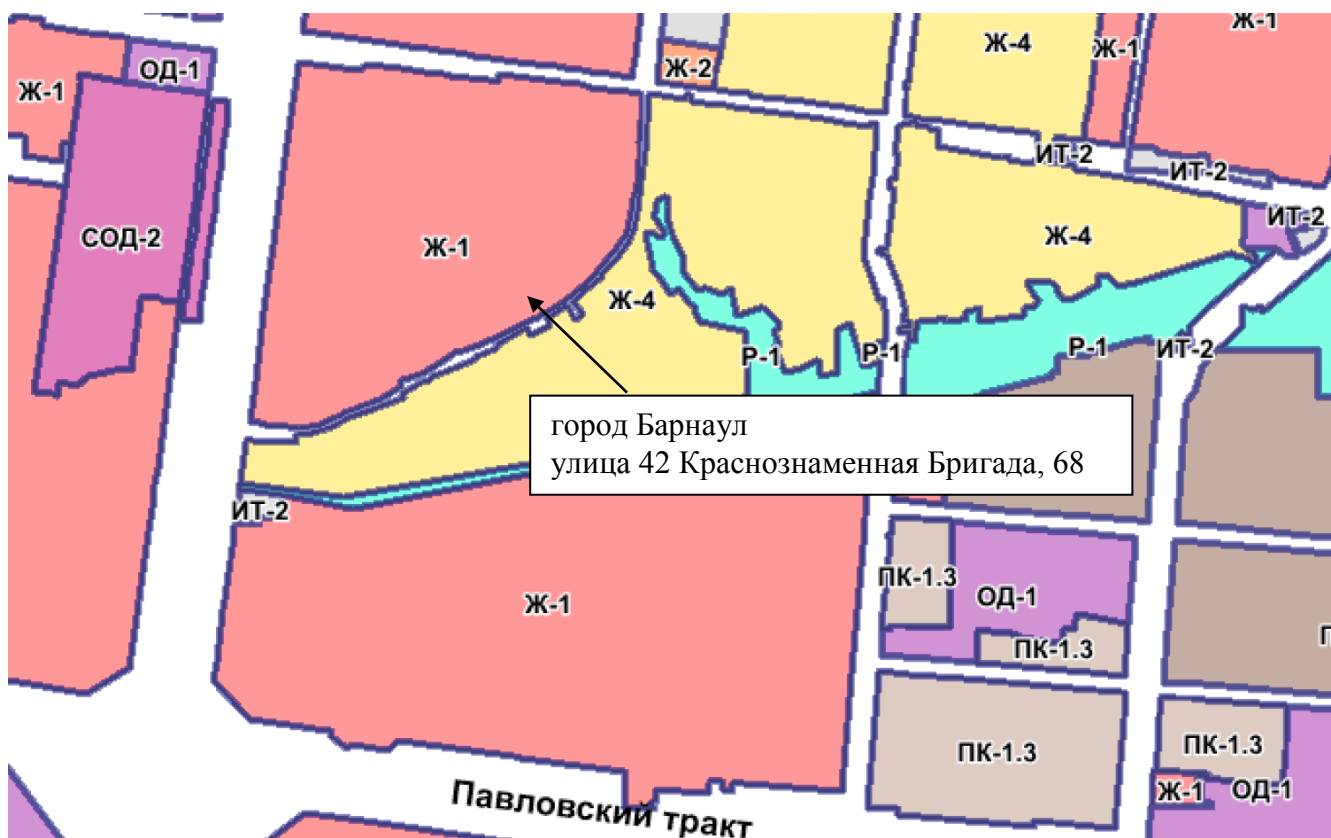 Ж-1
Ж-4
Ж-1
ОД-1
Ж-2
Ж-1
ИТ-2
ИТ-2
ИТ-2
СОД-2
Ж-1
Ж-4
Ж-4
Р-1
Р-1
Р-1
ИТ-2
город Барнаул
улица 42 Краснознаменная Бригада, 68
ИТ-2
ПК-1.3
ОД-1
Ж-1
П
ПК-1.3
ПК-1.3
ПК-1.3
Ж-1
ОД-1
Павловский тракт